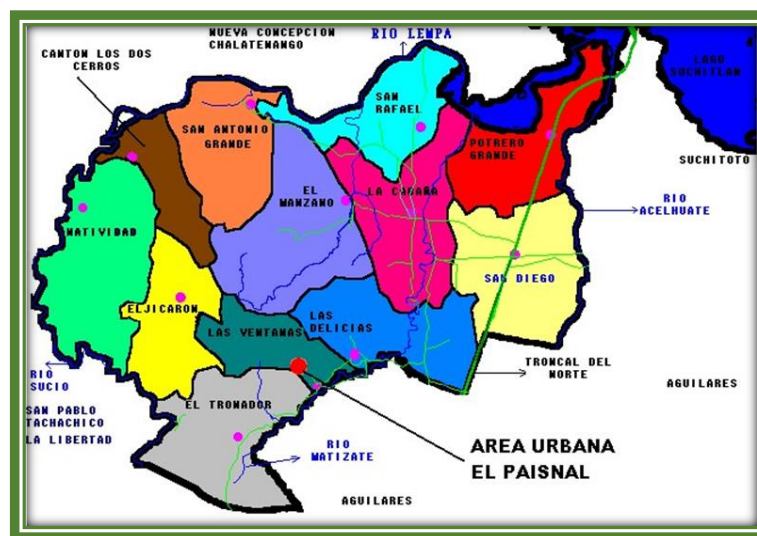 NUEVA CONCEPCION
CHALATENANGO
RIO LEMPA
CANTON LOS DOS
CERROS
LAGO
SUCHITLAN
SAN
RAFAEL
SAN ANTONIO
GRANDE
POTRERO
GRANDE
SUCHITOTO
EL
MANZANO
LA CABAÑA
RIO
ACELHUATE
NATIVIDAD
SAN DIEGO
ELJICARON
LAS
DELICIAS
LAS VENTANAS
TRONCAL DEL
NORTE
RIO
SUCIO
AGUILARES
EL TRONADOR
SAN PABLO
TACHACHICO
LA LIBERTAD
RIO
MATIZATE
AREA URBANA
EL PAISNAL
AGUILARES